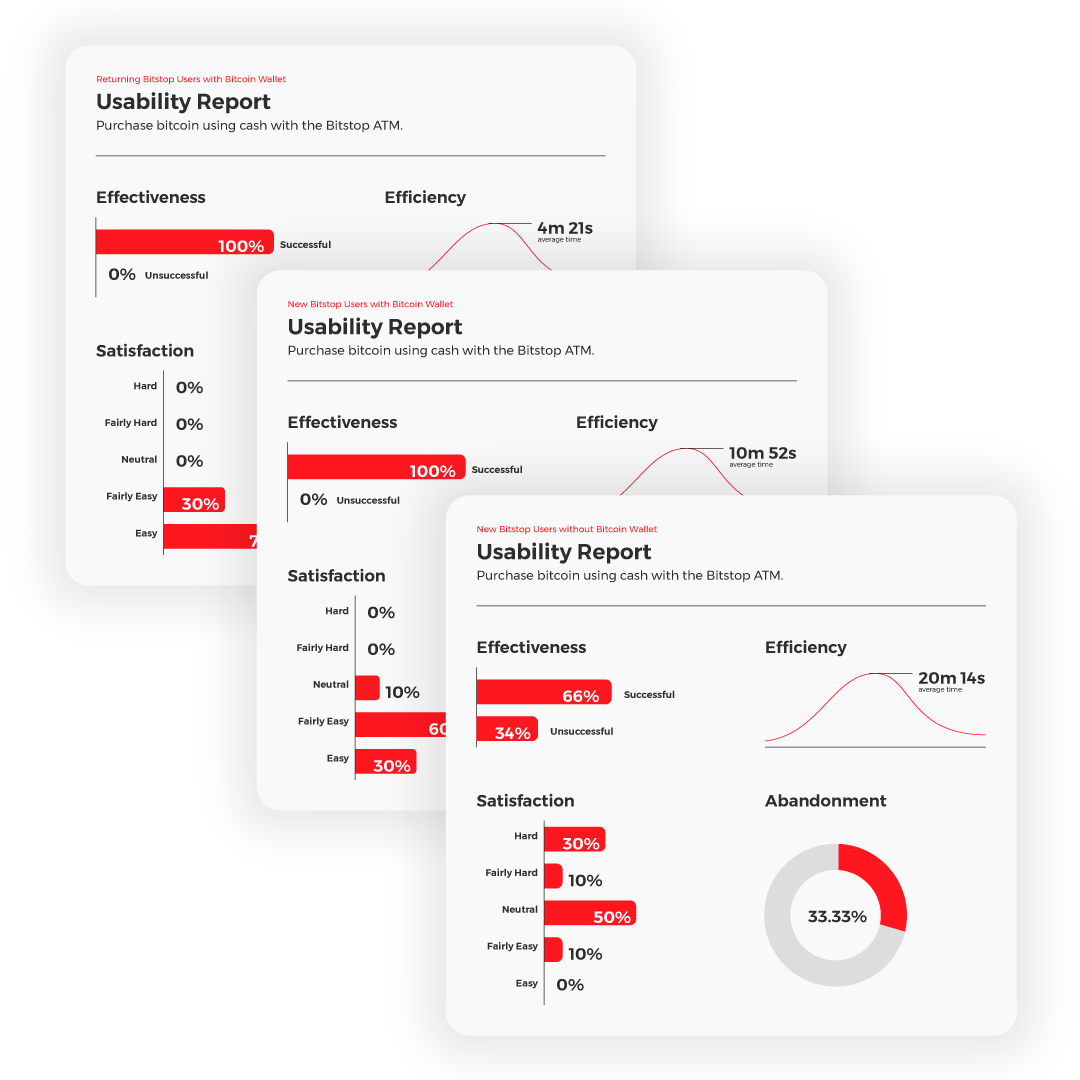 Returning Bitstop Users with Bitcoin Wallet
Usability Report
Purchase bitcoin using cash with the Bitstop ATM.
Effectiveness
100% Successful
0% Unsuccessful
Efficiency
4m 21s
average time
Satisfaction
Hard 0%
Fairly Hard 0%
Neutral 0%
Fairly Easy 30%
Easy
New Bitstop Users with Bitcoin Wallet
Usability Report
Purchase bitcoin using cash with the Bitstop ATM.
Effectiveness
100% Successful
0% Unsuccessful
Efficiency
10m 52s
average time
Satisfaction
Hard 0%
Fairly Hard 0%
Neutral 10%
Fairly Easy 60
Easy 30%
New Bitstop Users without Bitcoin Wallet
Usability Report
Purchase bitcoin using cash with the Bitstop ATM.
Effectiveness
66% Successful
34% Unsuccessful
Efficiency
20m 14s
average time
Satisfaction
Hard 30%
Fairly Hard 10%
Neutral 50%
Fairly Easy 10%
Easy 0%
Abandonment
33.33%